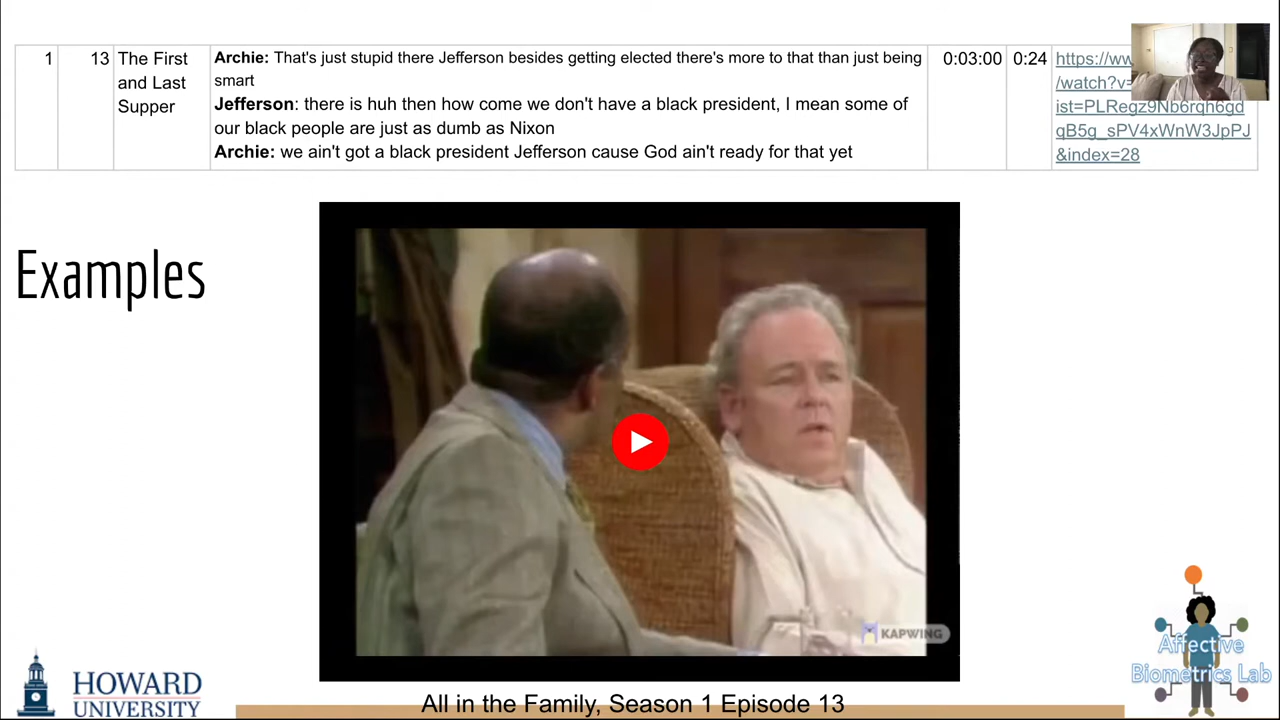 1 13 The First Archie: That's just stupid there Jefferson besides getting elected there's more to that than just being 0:03:00 0:24 https://ww
and Last smart /watch?v=
Supper Jefferson: there is huh then how come we don't have a black president, I mean some of ist=PLRegz9Nb6rqh6gd
our black people are just as dumb as Nixon qB5g_sPV4xWnW3JpPJ
Archie: we ain't got a black president Jefferson cause God ain't ready for that yet &index=28
Examples
KAPWING
Affective
Biometrics Lab
HOWARD
UNIVERSITY
All in the Family, Season 1 Episode 13